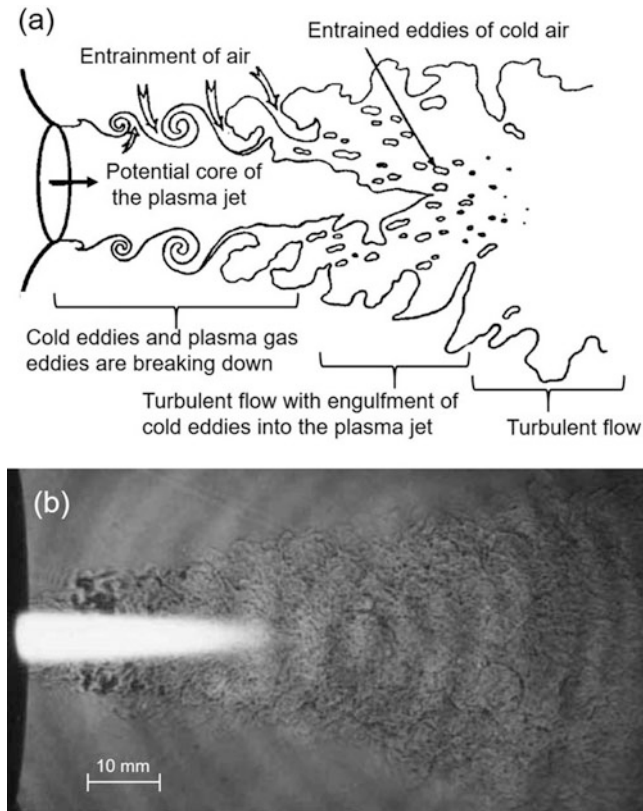 (a)
Entrained eddies of cold air
Entrainment of air
Potential core of
the plasma jet
Cold eddies and plasma gas
eddies are breaking down
Turbulent flow with engulfment of
cold eddies into the plasma jet
Turbulent flow
(b)
10 mm